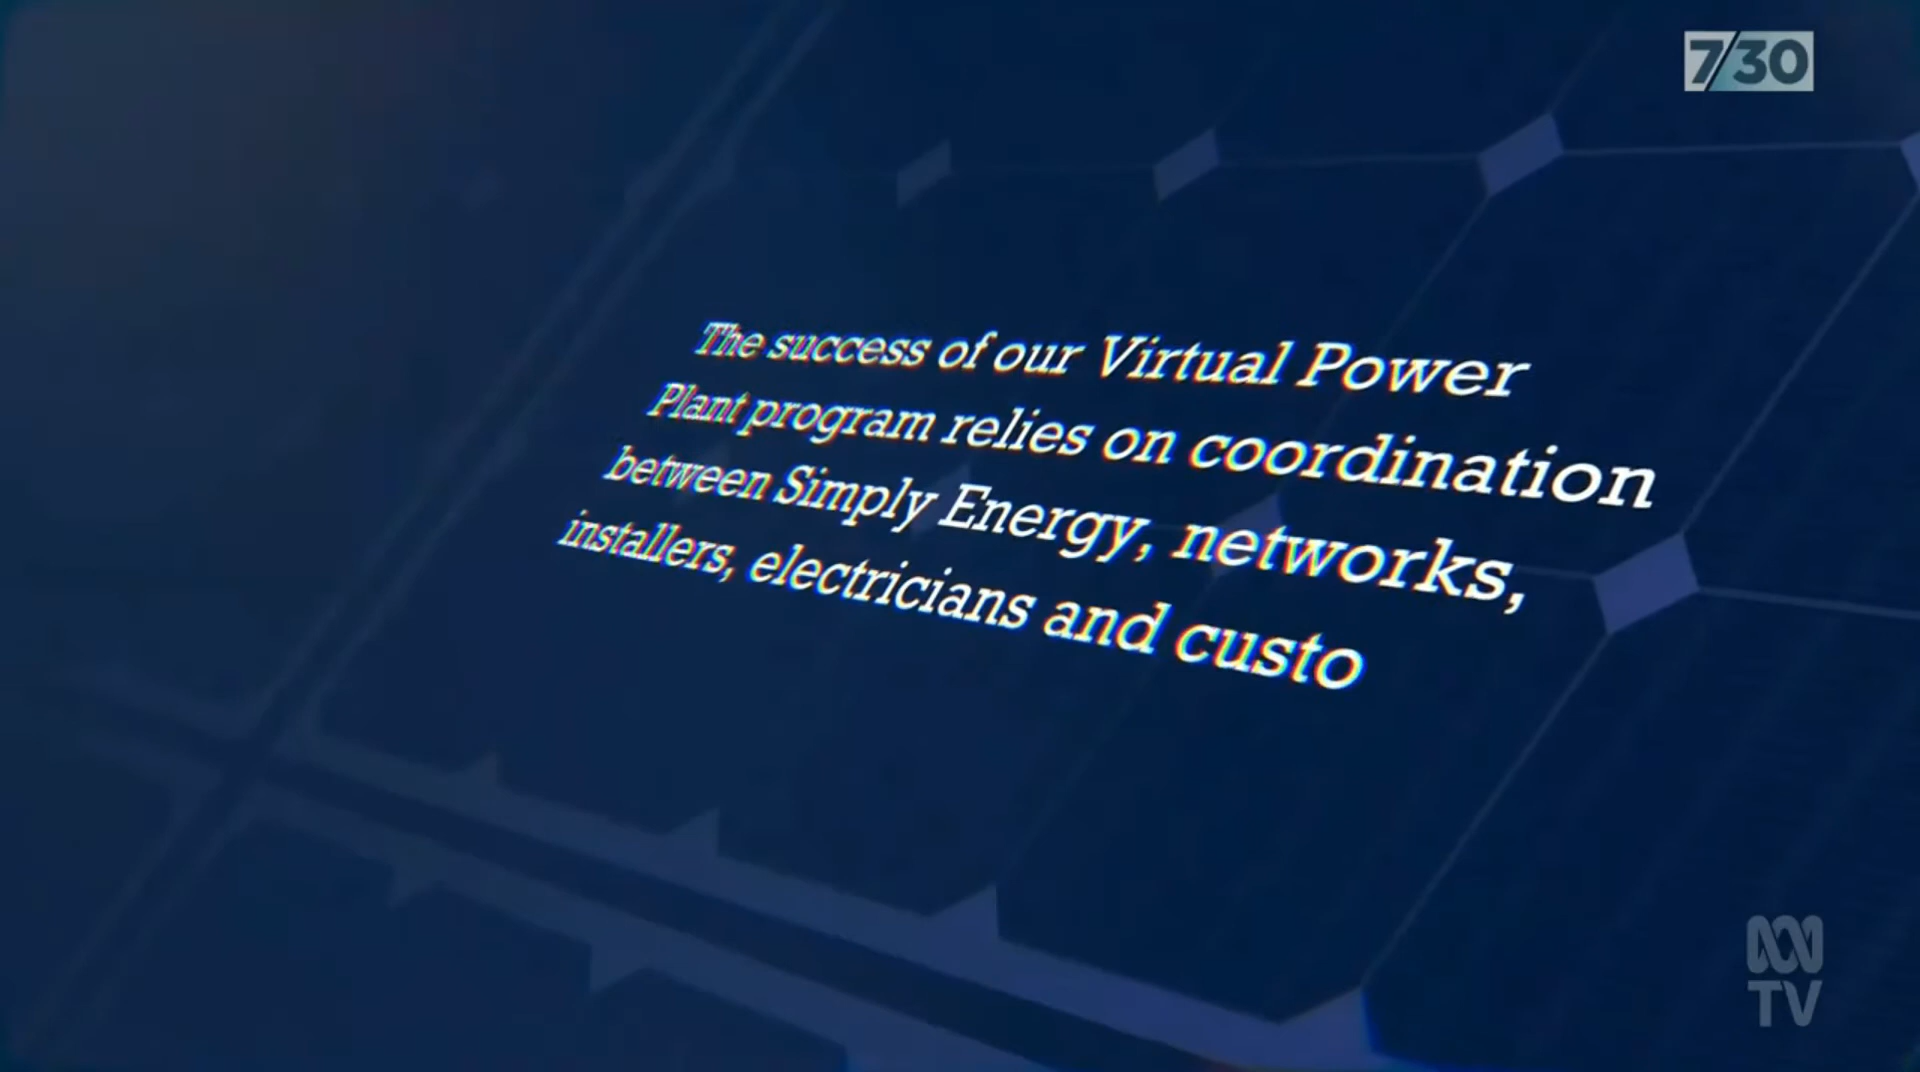 7/30
The success of our Virtual Power
Plant program relies on coordination
between Simply Energy, networks,
installers, electricians and custo
TV